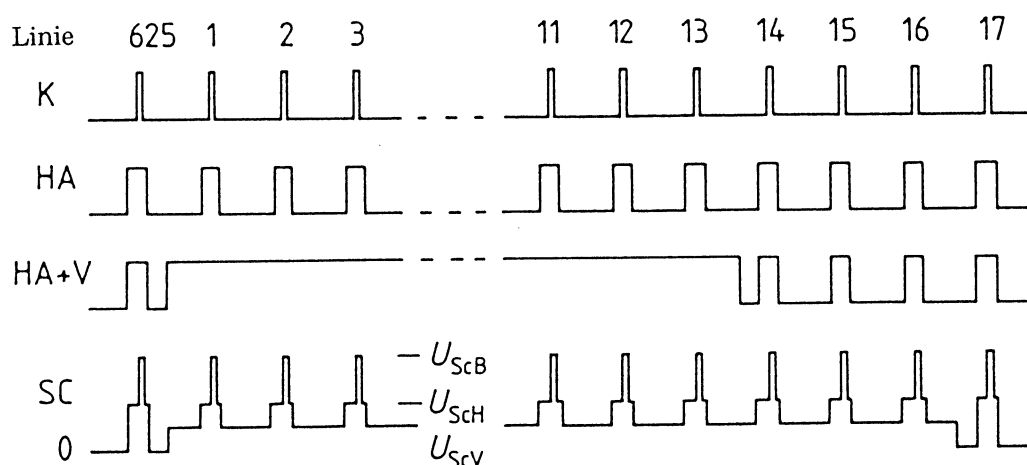 Linie 625 1 2 3 11 12 13 14 15 16 17
K
HA
HA+V
U_ScB
SC
U_ScH
0 U_ScV